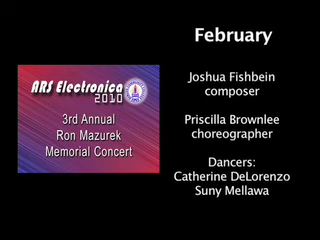 ARS Electronica
2010
3rd Annual
Ron Mazurek
Memorial Concert
February
Joshua Fishbein
composer
Priscilla Brownlee
choreographer
Dancers:
Catherine DeLorenzo
Suny Mellawa